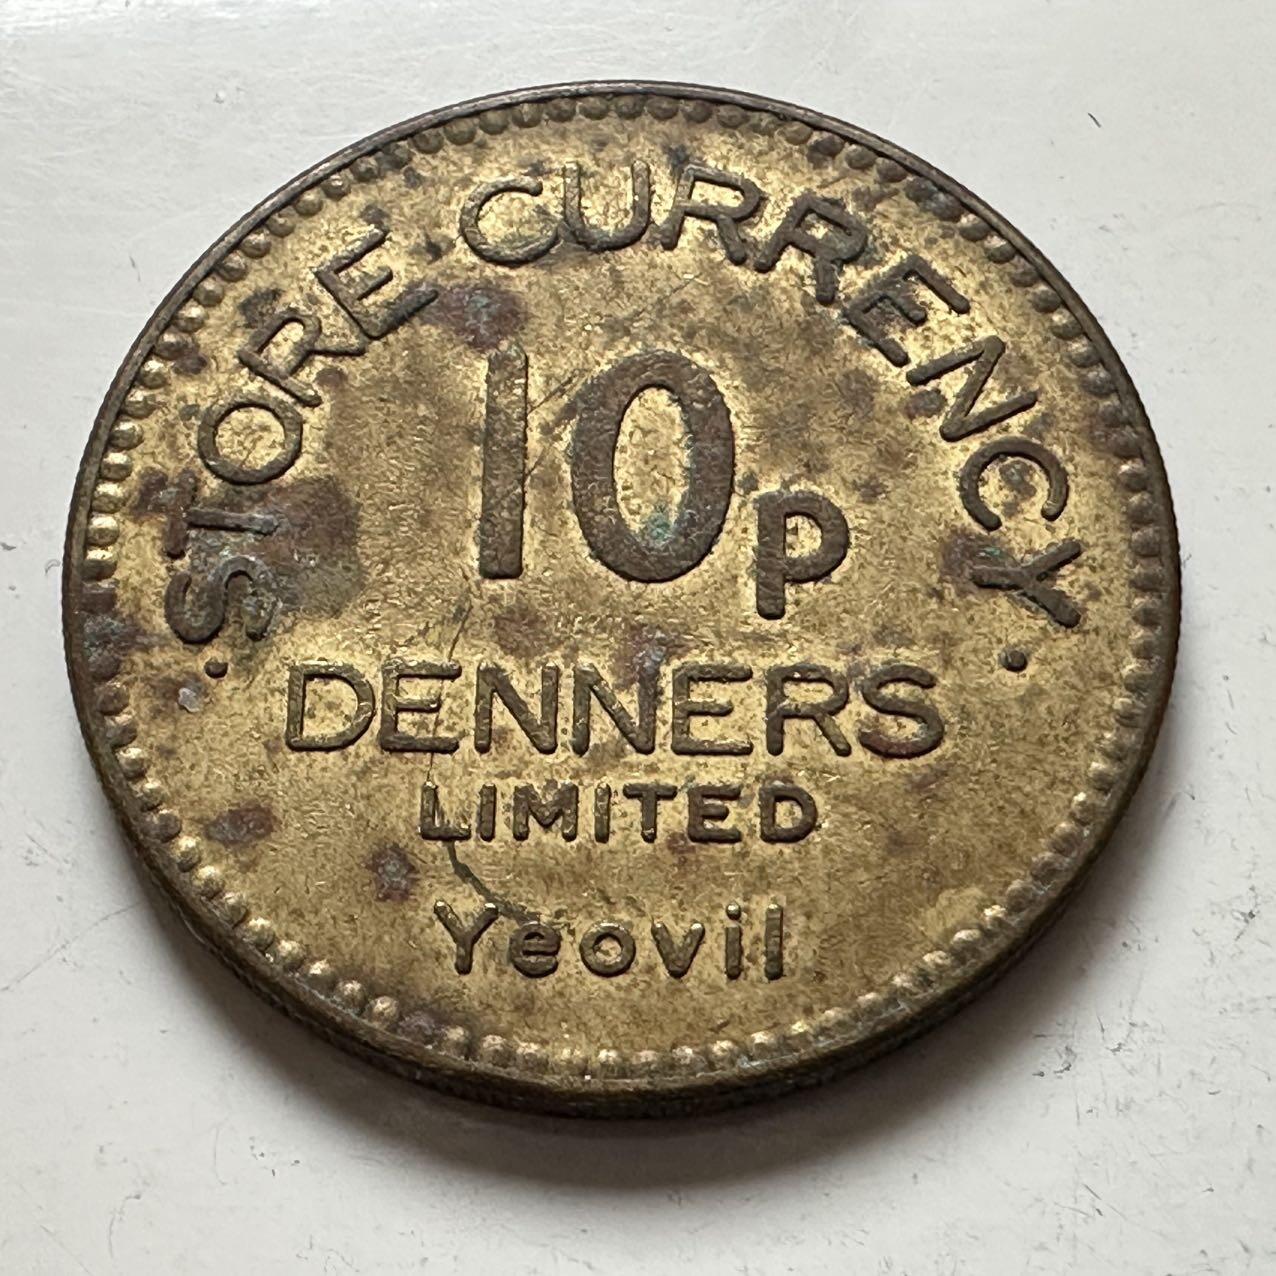 · STORE CURRENCY ·
10p
DENNERS
LIMITED
Yeovil